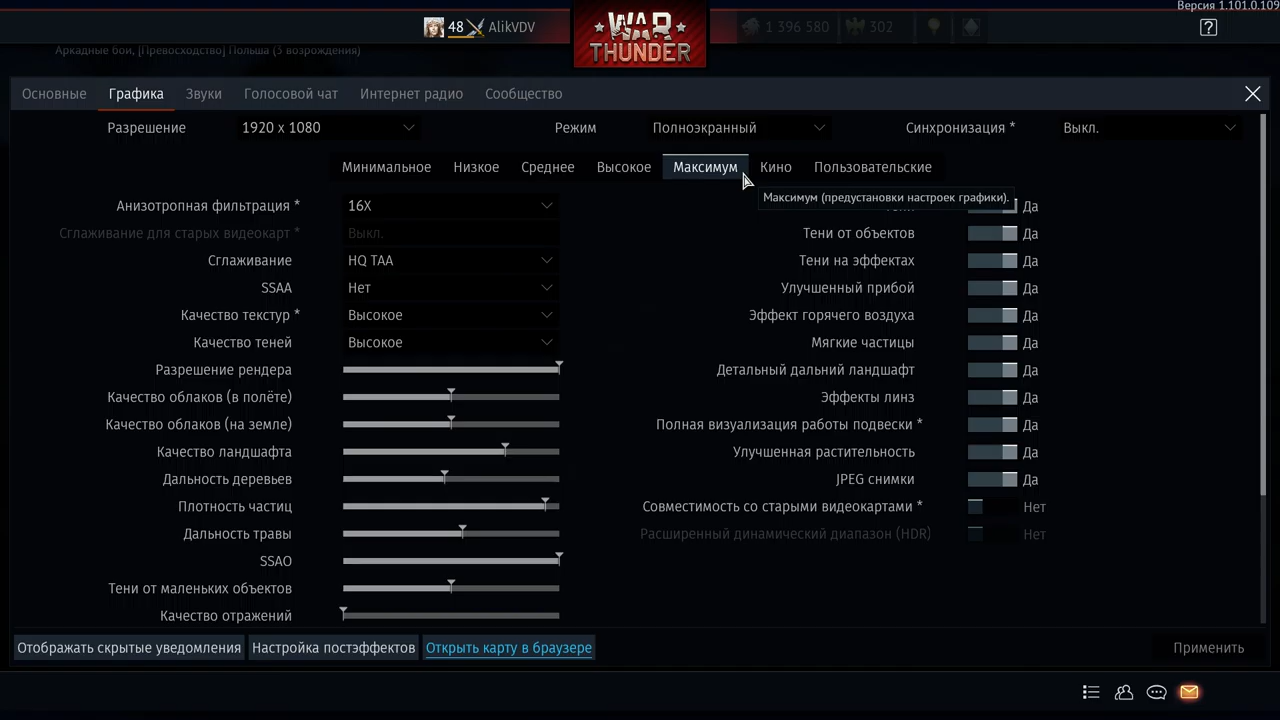 Версия 1.101.0.109
48 AlikVDV
WAR THUNDER
1 396 580
302
Аркадные бои, [Превосходство] Польша (3 возрождения)
Основные Графика Звуки Голосовой чат Интернет радио Сообщество
Разрешение 1920 x 1080 Режим Полноэкранный Синхронизация * Выкл.
Минимальное Низкое Среднее Высокое Максимум Кино Пользовательские
Максимум (предустановки настроек графики).
Анизотропная фильтрация * 16X Да
Сглаживание для старых видеокарт * Выкл. Тени от объектов Да
Сглаживание HQ TAA Тени на эффектах Да
SSAA Нет Улучшенный прибой Да
Качество текстур * Высокое Эффект горячего воздуха Да
Качество теней Высокое Мягкие частицы Да
Разрешение рендера Детальный дальний ландшафт Да
Качество облаков (в полёте) Эффекты линз Да
Качество облаков (на земле) Полная визуализация работы подвески * Да
Качество ландшафта Улучшенная растительность Да
Дальность деревьев JPEG снимки Да
Плотность частиц Совместимость со старыми видеокартами * Нет
Дальность травы Расширенный динамический диапазон (HDR) Нет
SSAO
Тени от маленьких объектов
Качество отражений
Отображать скрытые уведомления Настройка постэффектов Открыть карту в браузере Применить